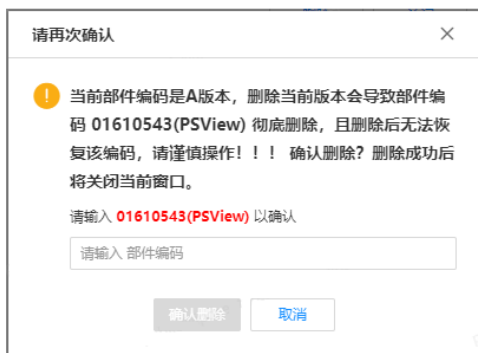 请再次确认
当前部件编码是A版本，删除当前版本会导致部件编
码 01610543(PSView) 彻底删除，且删除后无法恢
复该编码，请谨慎操作！！！ 确认删除？删除成功后
将关闭当前窗口。
请输入 01610543(PSView) 以确认
请输入 部件编码
确认删除
取消